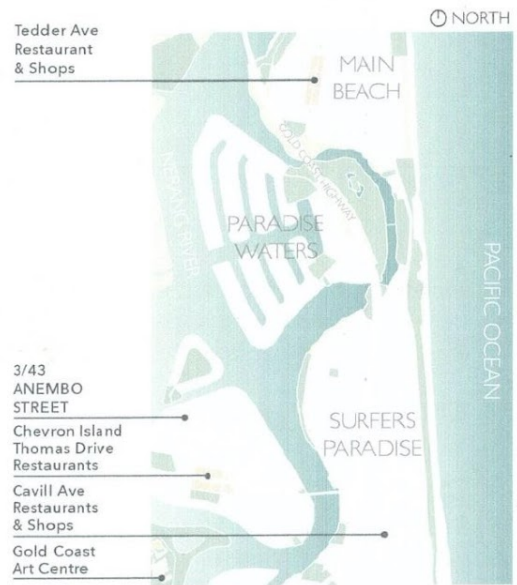 NORTH
Tedder Ave
Restaurant
& Shops
MAIN
BEACH
GOLD COAST HIGHWAY
NERANG RIVER
PARADISE
WATERS
PACIFIC OCEAN
3/43
ANEMBO
STREET
SURFERS
PARADISE
Chevron Island
Thomas Drive
Restaurants
Cavill Ave
Restaurants
& Shops
Gold Coast
Art Centre